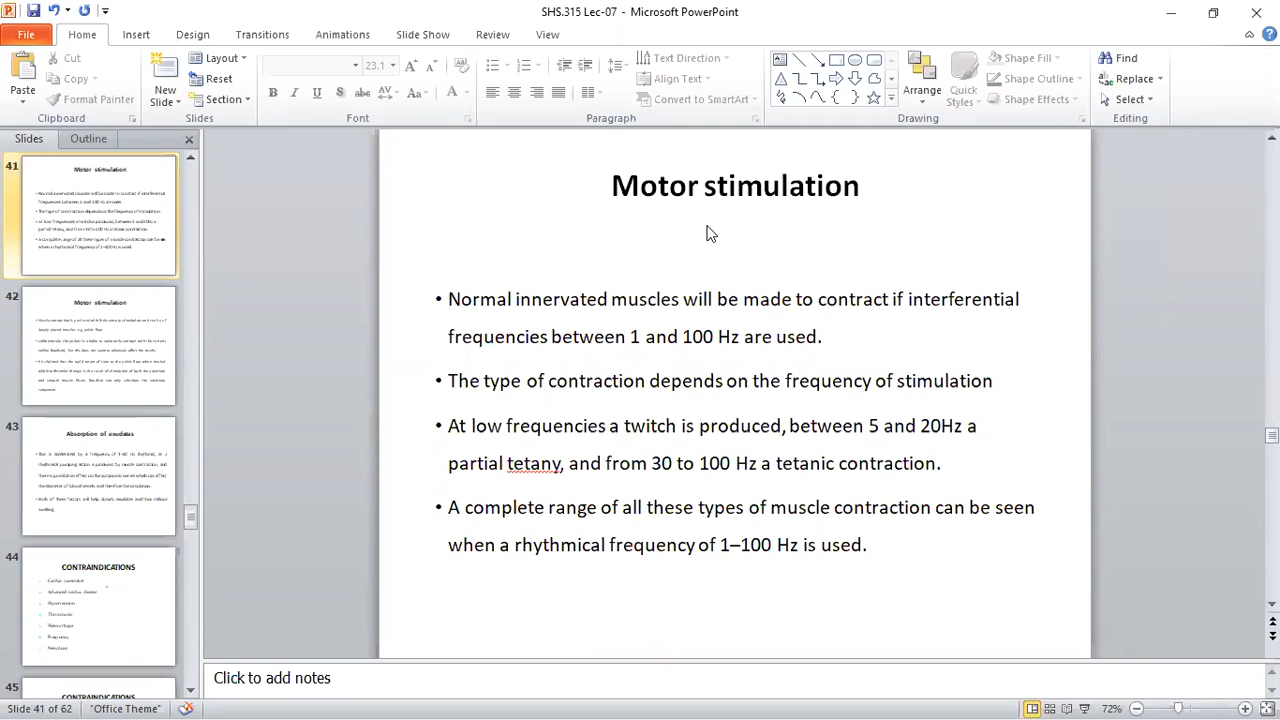 SHS.315 Lec-07 - Microsoft PowerPoint
File Home Insert Design Transitions Animations Slide Show Review View
Cut
Copy
Format Painter
Paste
Clipboard
New Slide
Layout
Reset
Section
Slides
23.1
Font
Text Direction
Align Text
Convert to SmartArt
Paragraph
Arrange
Quick Styles
Shape Fill
Shape Outline
Shape Effects
Drawing
Find
Replace
Select
Editing
Slides Outline
41
Motor stimulation
42
Motor stimulation
43
Absorption of exudates
44
CONTRAINDICATIONS
45
CONTRAINDICATIONS
Motor stimulation
• Normal innervated muscles will be made to contract if interferential
frequencies between 1 and 100 Hz are used.
• The type of contraction depends on the frequency of stimulation
• At low frequencies a twitch is produced, between 5 and 20Hz a
partial tetany, and from 30 to 100 Hz a tetanic contraction.
• A complete range of all these types of muscle contraction can be seen
when a rhythmical frequency of 1–100 Hz is used.
Click to add notes
Slide 41 of 62 "Office Theme" 72%